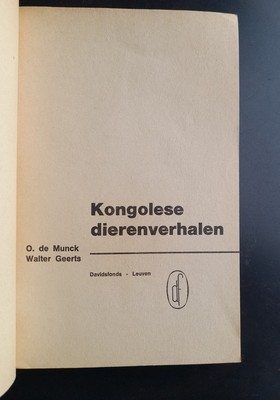 Kongolese
dierenverhalen
O. de Munck
Walter Geerts
Davidsfonds - Leuven
df